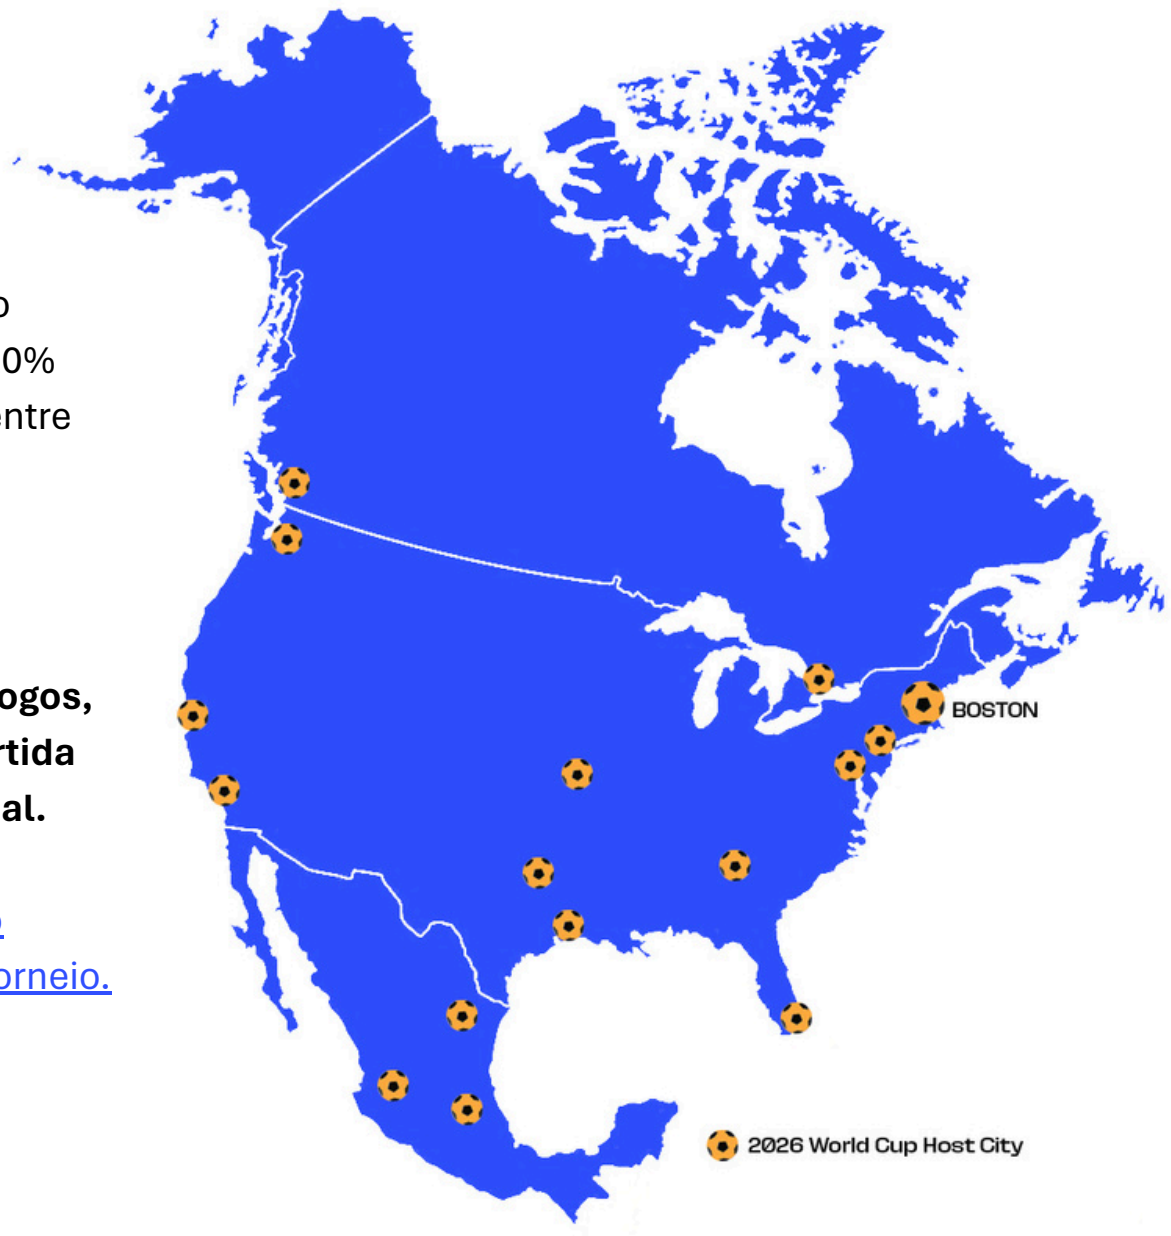 o
0%
entre
ogos,
rtida
al.
o
orneio.
BOSTON
2026 World Cup Host City